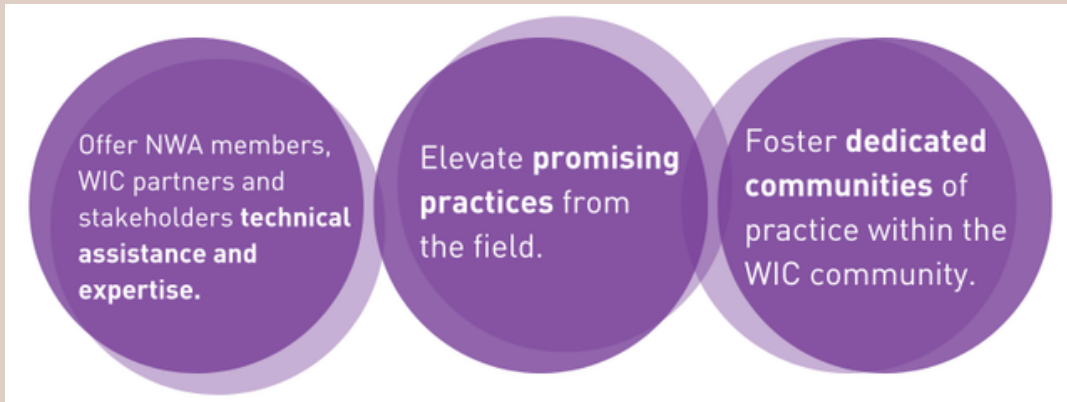 Offer NWA members,
WIC partners and
stakeholders technical
assistance and
expertise.
Elevate promising
practices from
the field.
Foster dedicated
communities of
practice within the
WIC community.